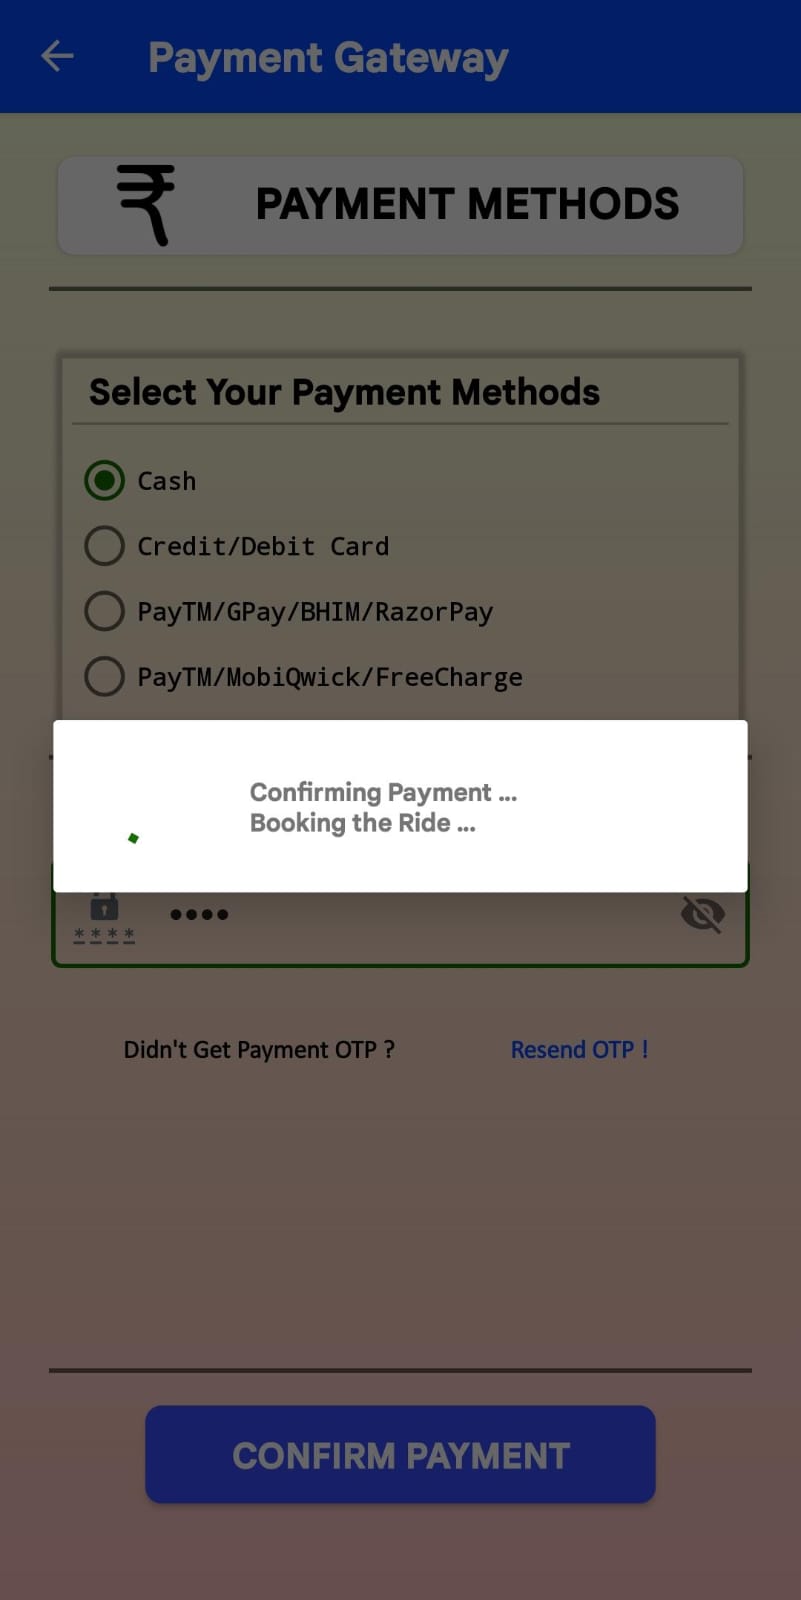 Payment Gateway
₹ PAYMENT METHODS
Select Your Payment Methods
Cash
Credit/Debit Card
PayTM/GPay/BHIM/RazorPay
PayTM/MobiQwick/FreeCharge
Confirming Payment ...
Booking the Ride ...
****
••••
Didn't Get Payment OTP ?
Resend OTP !
CONFIRM PAYMENT